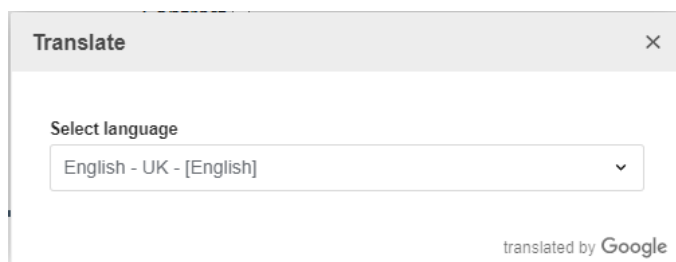 Translate
Select language
English - UK - [English]
translated by Google